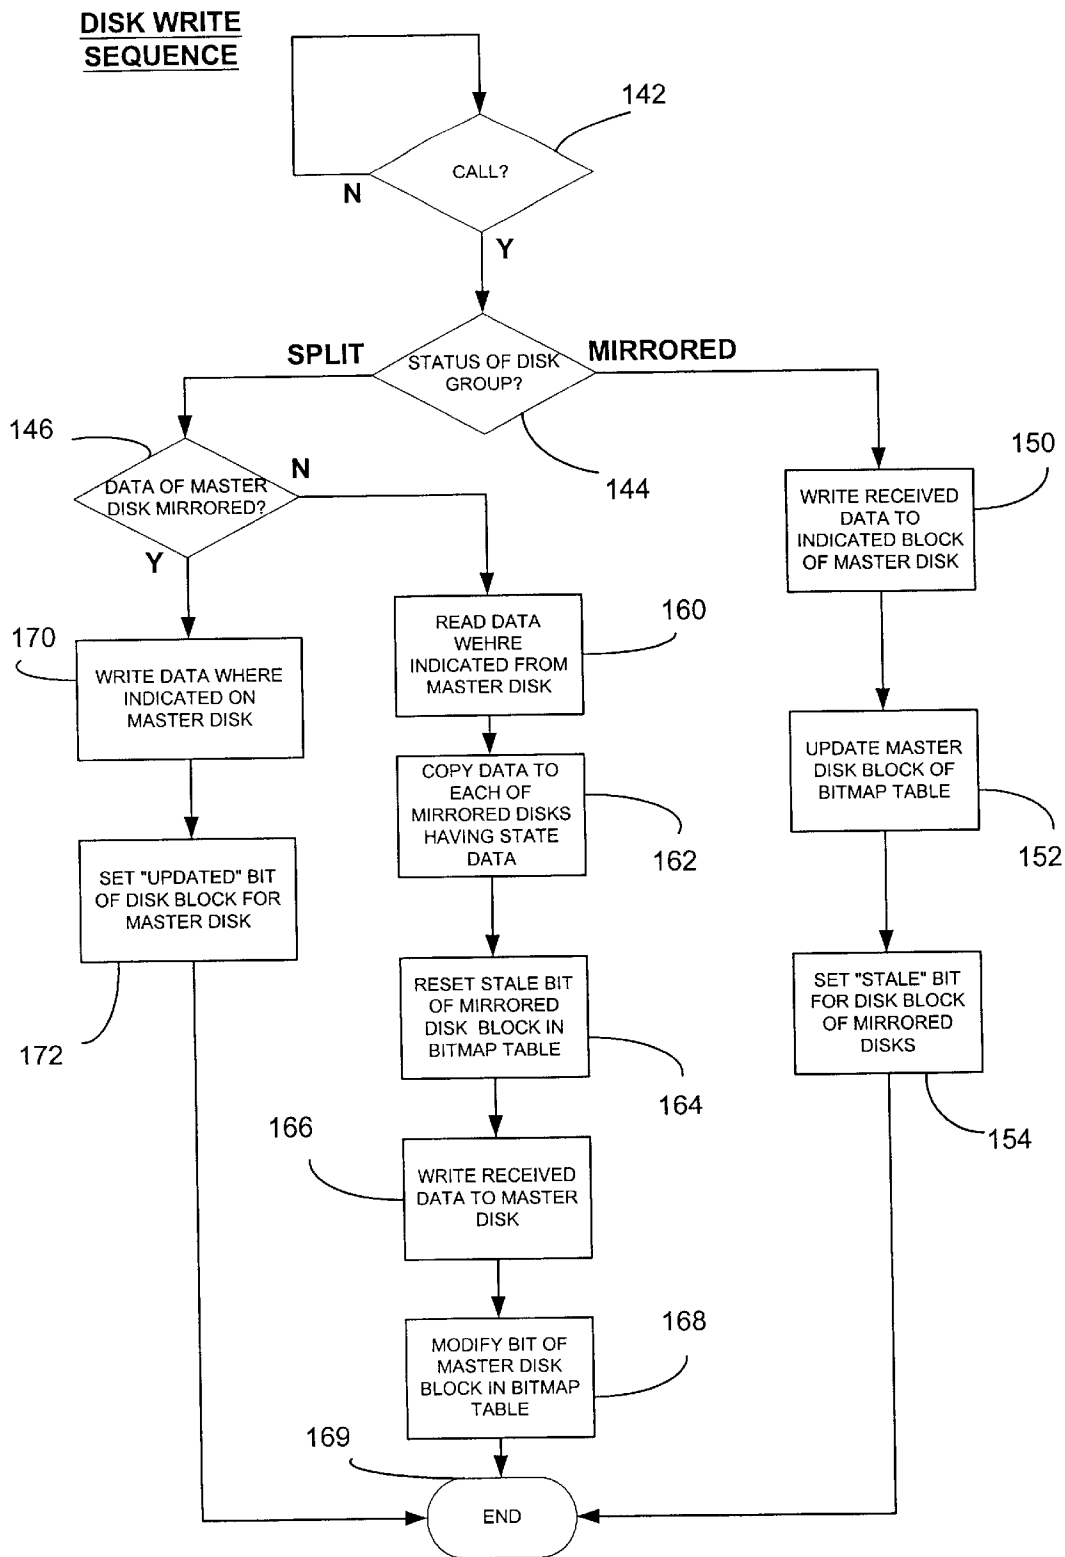 DISK WRITE
SEQUENCE
142
CALL?
N
Y
SPLIT
STATUS OF DISK
GROUP?
MIRRORED
144
146
DATA OF MASTER
DISK MIRRORED?
N
Y
150
WRITE RECEIVED
DATA TO
INDICATED BLOCK
OF MASTER DISK
170
WRITE DATA WHERE
INDICATED ON
MASTER DISK
160
READ DATA
WEHRE
INDICATED FROM
MASTER DISK
UPDATE MASTER
DISK BLOCK OF
BITMAP TABLE
152
COPY DATA TO
EACH OF
MIRRORED DISKS
HAVING STATE
DATA
162
SET "UPDATED" BIT
OF DISK BLOCK FOR
MASTER DISK
172
RESET STALE BIT
OF MIRRORED
DISK BLOCK IN
BITMAP TABLE
164
SET "STALE" BIT
FOR DISK BLOCK
OF MIRRORED
DISKS
154
166
WRITE RECEIVED
DATA TO MASTER
DISK
168
MODIFY BIT OF
MASTER DISK
BLOCK IN BITMAP
TABLE
169
END